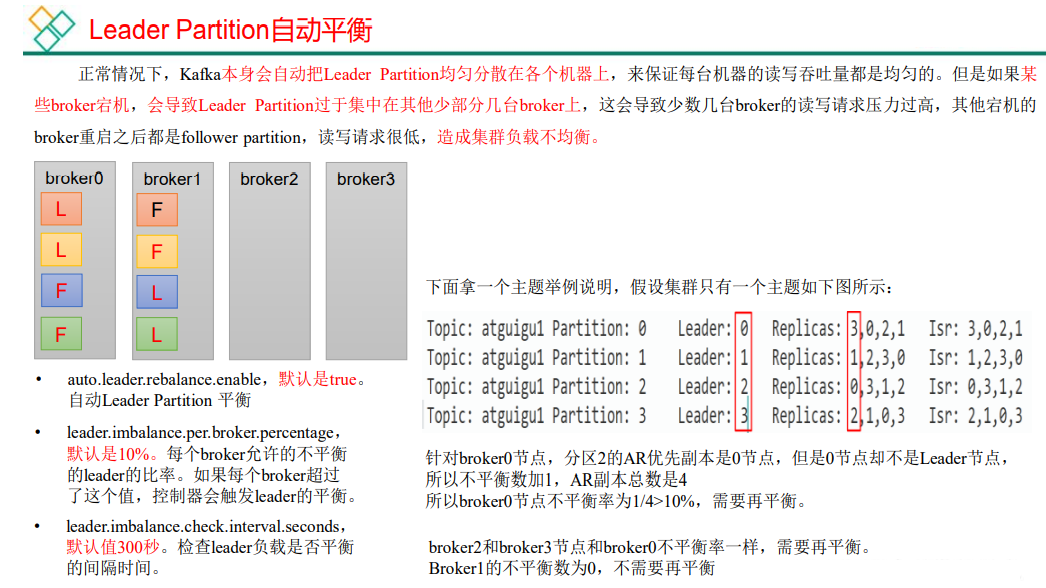 Leader Partition自动平衡
正常情况下，Kafka本身会自动把Leader Partition均匀分散在各个机器上，来保证每台机器的读写吞吐量都是均匀的。但是如果某
些broker宕机，会导致Leader Partition过于集中在其他少部分几台broker上，这会导致少数几台broker的读写请求压力过高，其他宕机的
broker重启之后都是follower partition，读写请求很低，造成集群负载不均衡。
broker0 broker1 broker2 broker3
L F
L F
F L
F L
• auto.leader.rebalance.enable，默认是true。
自动Leader Partition 平衡
• leader.imbalance.per.broker.percentage，
默认是10%。每个broker允许的不平衡
的leader的比率。如果每个broker超过
了这个值，控制器会触发leader的平衡。
• leader.imbalance.check.interval.seconds，
默认值300秒。检查leader负载是否平衡
的间隔时间。
下面拿一个主题举例说明，假设集群只有一个主题如下图所示：
Topic: atguigu1 Partition: 0 Leader: 0 Replicas: 3,0,2,1 Isr: 3,0,2,1
Topic: atguigu1 Partition: 1 Leader: 1 Replicas: 1,2,3,0 Isr: 1,2,3,0
Topic: atguigu1 Partition: 2 Leader: 2 Replicas: 0,3,1,2 Isr: 0,3,1,2
Topic: atguigu1 Partition: 3 Leader: 3 Replicas: 2,1,0,3 Isr: 2,1,0,3
针对broker0节点，分区2的AR优先副本是0节点，但是0节点却不是Leader节点，
所以不平衡数加1，AR副本总数是4
所以broker0节点不平衡率为1/4>10%，需要再平衡。
broker2和broker3节点和broker0不平衡率一样，需要再平衡。
Broker1的不平衡数为0，不需要再平衡